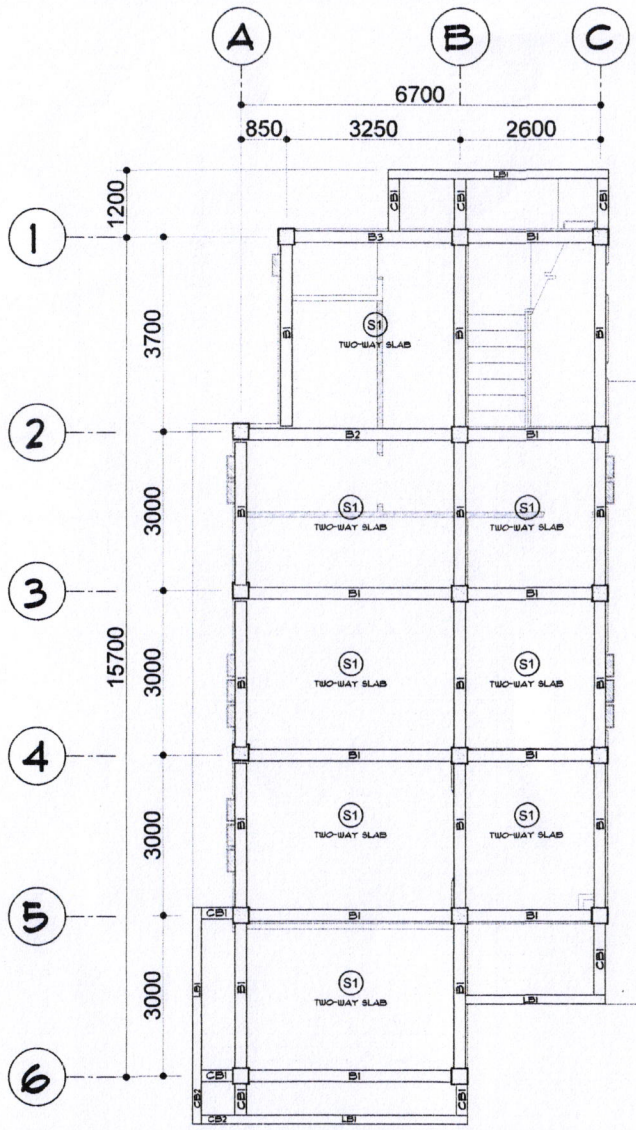 A B C
6700
850 3250 2600
1200
LB1
CB1 CB1 CB1
1
B3 B1
3700
B1
S1
TWO-WAY SLAB
B1
2
B2 B1
3000
B1
S1
TWO-WAY SLAB
B1
S1
TWO-WAY SLAB
B1
3
B1 B1
15700
3000
B1
S1
TWO-WAY SLAB
B1
S1
TWO-WAY SLAB
B1
4
B1 B1
3000
B1
S1
TWO-WAY SLAB
B1
S1
TWO-WAY SLAB
B1
5
CB1 B1 B1
3000
LB1
B1
S1
TWO-WAY SLAB
B1
CB1
LB1
6
CB1 B1
CB2
CB1 CB1
CB2 LB1